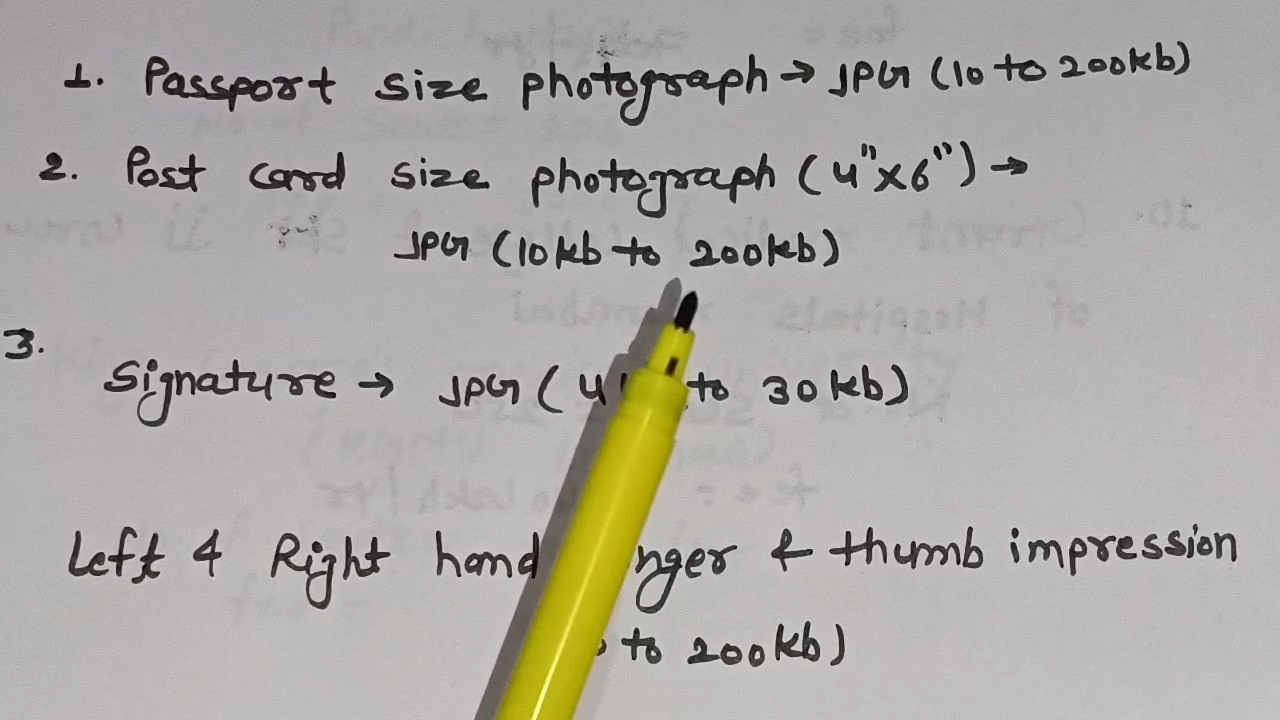 1. Passport size photograph → JPG (10 to 200kb)
2. Post card size photograph (4"x6") →
JPG (10kb to 200kb)
3.
Signature → JPG ( 4 to 30kb)
Left & Right hand & thumb impression
to 200kb)